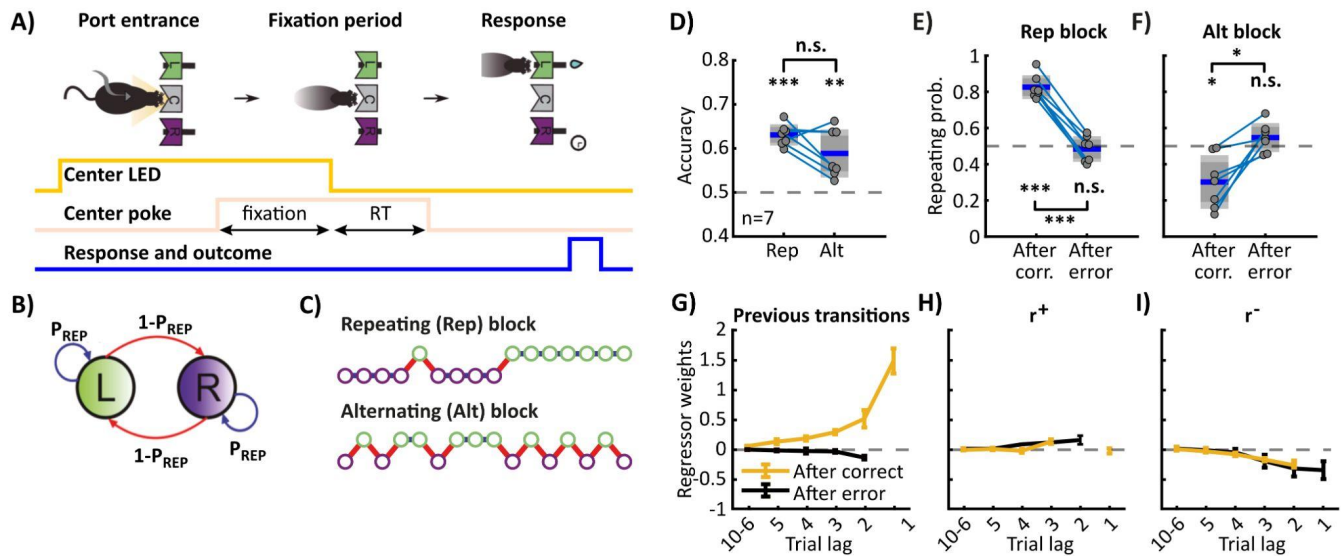 A)
Port entrance
Fixation period
Response
L
C
R
L
C
R
L
C
R
Center LED
Center poke
fixation
RT
Response and outcome
B)
P_REP
1-P_REP
L
R
1-P_REP
P_REP
C)
Repeating (Rep) block
Alternating (Alt) block
D)
n.s.
***
**
Accuracy
0.8
0.7
0.6
0.5
0.4
n=7
Rep
Alt
E)
Rep block
Repeating prob.
1
0.8
0.6
0.4
0.2
0
***
n.s.
***
After corr.
After error
F)
Alt block
*
*
n.s.
After corr.
After error
G)
Previous transitions
Regressor weights
2
1.5
1
0.5
0
-0.5
-1
After correct
After error
10-6
5
4
3
2
1
Trial lag
H)
r+
10-6
5
4
3
2
1
Trial lag
I)
r-
10-6
5
4
3
2
1
Trial lag